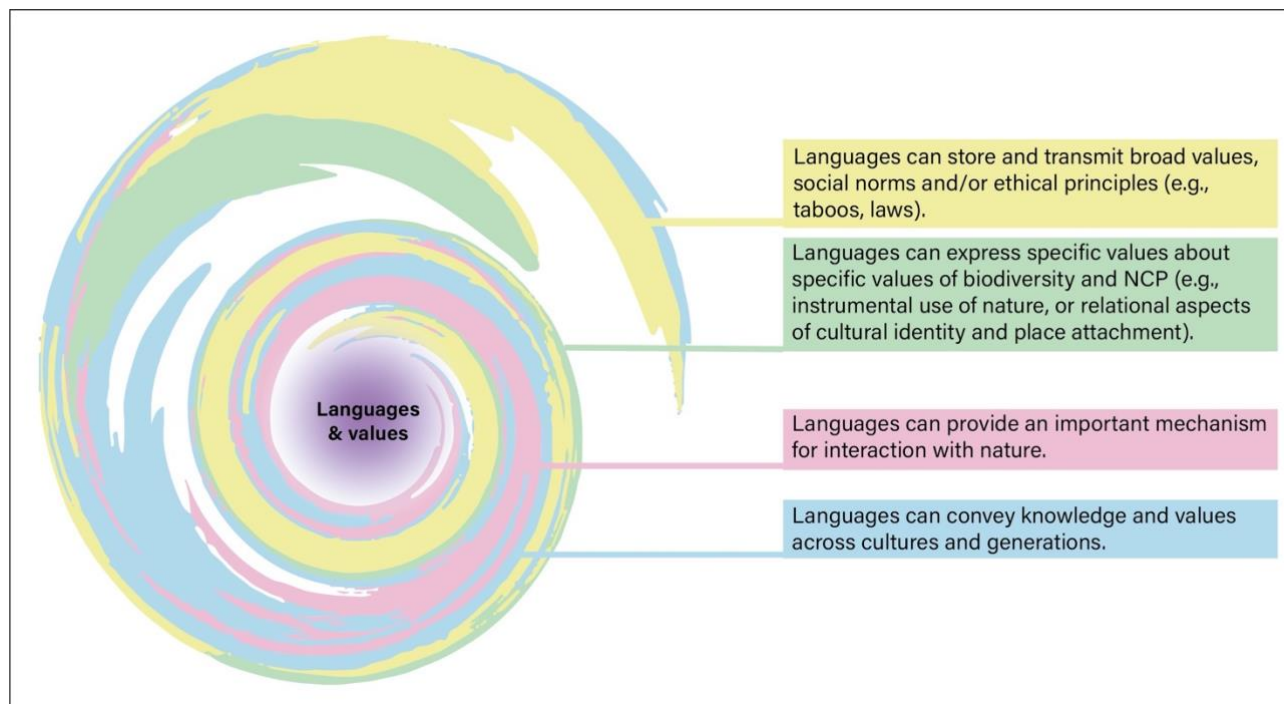 Languages can store and transmit broad values,
social norms and/or ethical principles (e.g.,
taboos, laws).
Languages can express specific values about
specific values of biodiversity and NCP (e.g.,
instrumental use of nature, or relational aspects
of cultural identity and place attachment).
Languages
& values
Languages can provide an important mechanism
for interaction with nature.
Languages can convey knowledge and values
across cultures and generations.